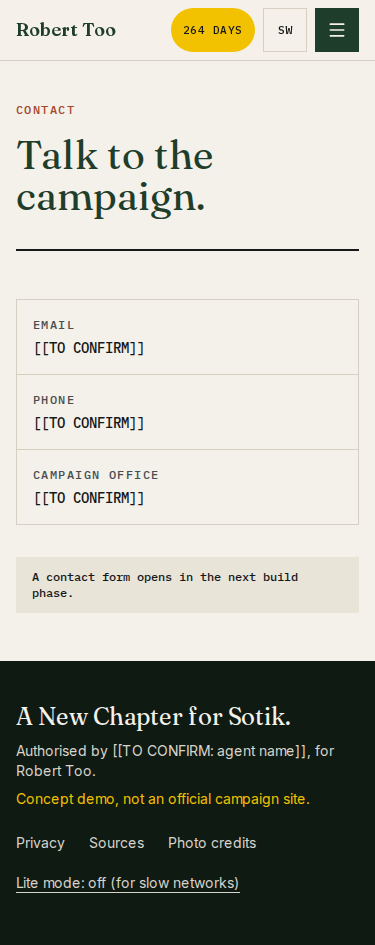 Robert Too
264 DAYS
SW
CONTACT
Talk to the
campaign.
EMAIL
[[TO CONFIRM]]
PHONE
[[TO CONFIRM]]
CAMPAIGN OFFICE
[[TO CONFIRM]]
A contact form opens in the next build
phase.
A New Chapter for Sotik.
Authorised by [[TO CONFIRM: agent name]], for
Robert Too.
Concept demo, not an official campaign site.
Privacy Sources Photo credits
Lite mode: off (for slow networks)